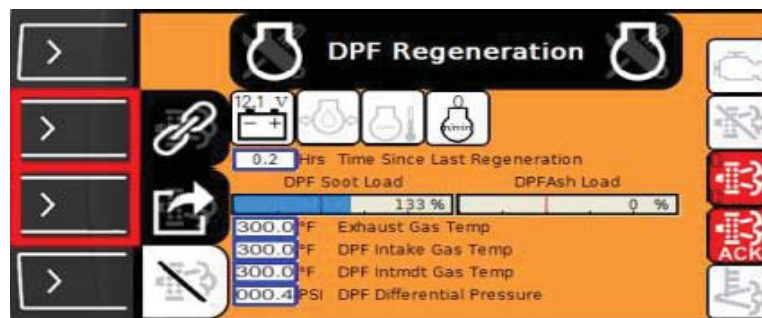 DPF Regeneration
12.1 V
0
n/min
0.2 Hrs Time Since Last Regeneration
DPF Soot Load DPFAsh Load
133 % 0 %
300.0 °F Exhaust Gas Temp
300.0 °F DPF Intake Gas Temp
300.0 °F DPF Intmdt Gas Temp
000.4 PSI DPF Differential Pressure
ACK